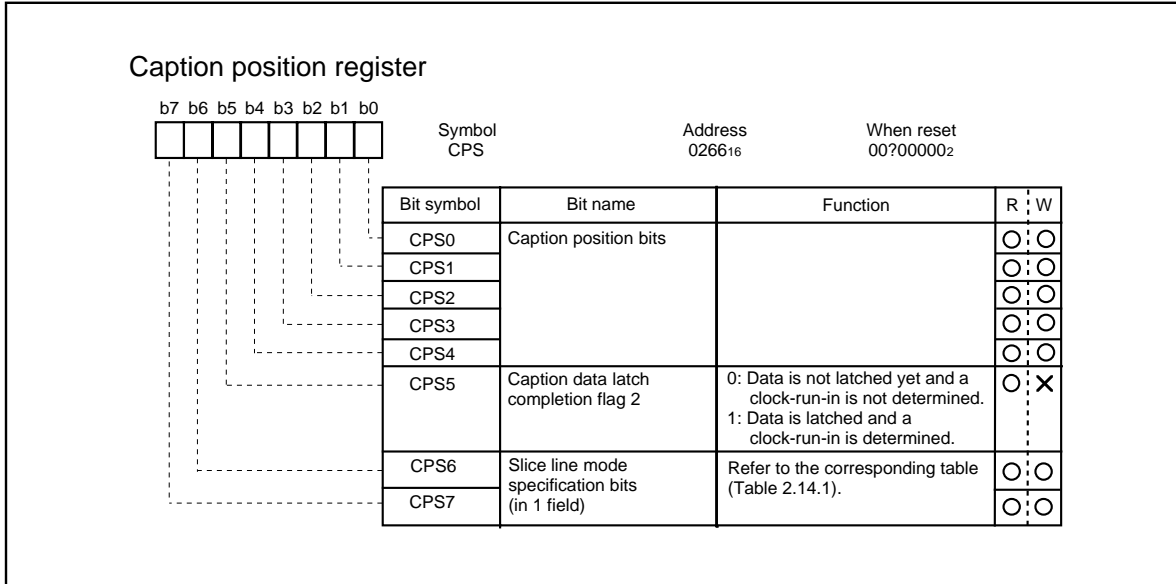 Caption position register
b7 b6 b5 b4 b3 b2 b1 b0
Symbol Address When reset
CPS 026616 00?000002
Bit symbol Bit name Function R W
CPS0 Caption position bits
CPS1
CPS2
CPS3
CPS4
CPS5 Caption data latch completion flag 2 0: Data is not latched yet and a
clock-run-in is not determined.
1: Data is latched and a
clock-run-in is determined.
CPS6 Slice line mode
specification bits
(in 1 field) Refer to the corresponding table
(Table 2.14.1).
CPS7